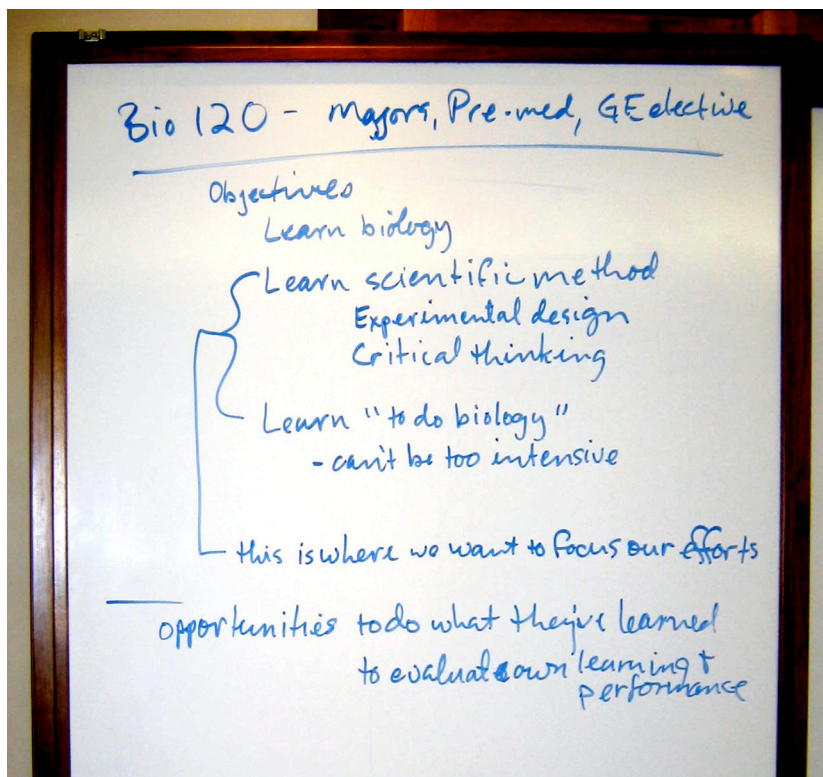 Bio 120 - Majors, Pre-med, GE elective
Objectives
Learn biology
Learn scientific method
Experimental design
Critical thinking
Learn "to do biology"
- can't be too intensive
this is where we want to focus our efforts
opportunities to do what they've learned
to evaluate own learning +
performance